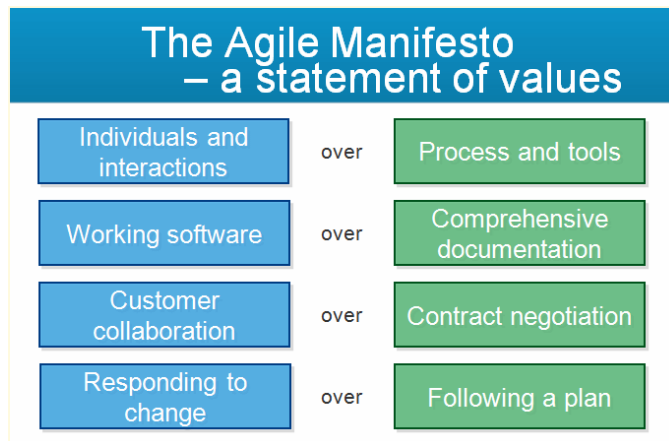 The Agile Manifesto
– a statement of values
Individuals and
interactions
over
Process and tools
Working software
over
Comprehensive
documentation
Customer
collaboration
over
Contract negotiation
Responding to
change
over
Following a plan